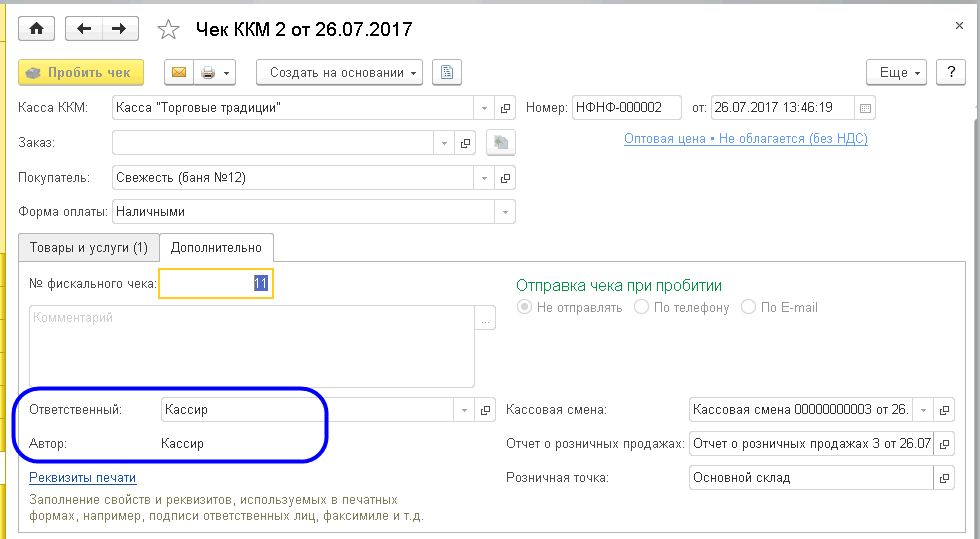 Чек ККМ 2 от 26.07.2017
×
Пробить чек Создать на основании Еще ?
Касса ККМ: Касса "Торговые традиции" Номер: НФНФ-000002 от: 26.07.2017 13:46:19
Заказ: Оптовая цена • Не облагается (без НДС)
Покупатель: Свежесть (баня №12)
Форма оплаты: Наличными
Товары и услуги (1) Дополнительно
№ фискального чека: 11 Отправка чека при пробитии
Не отправлять По телефону По E-mail
Комментарий ...
Ответственный: Кассир Кассовая смена: Кассовая смена 00000000003 от 26.
Автор: Кассир Отчет о розничных продажах: Отчет о розничных продажах 3 от 26.07
Реквизиты печати Розничная точка: Основной склад
Заполнение свойств и реквизитов, используемых в печатных
формах, например, подписи ответственных лиц, факсимиле и т.д.